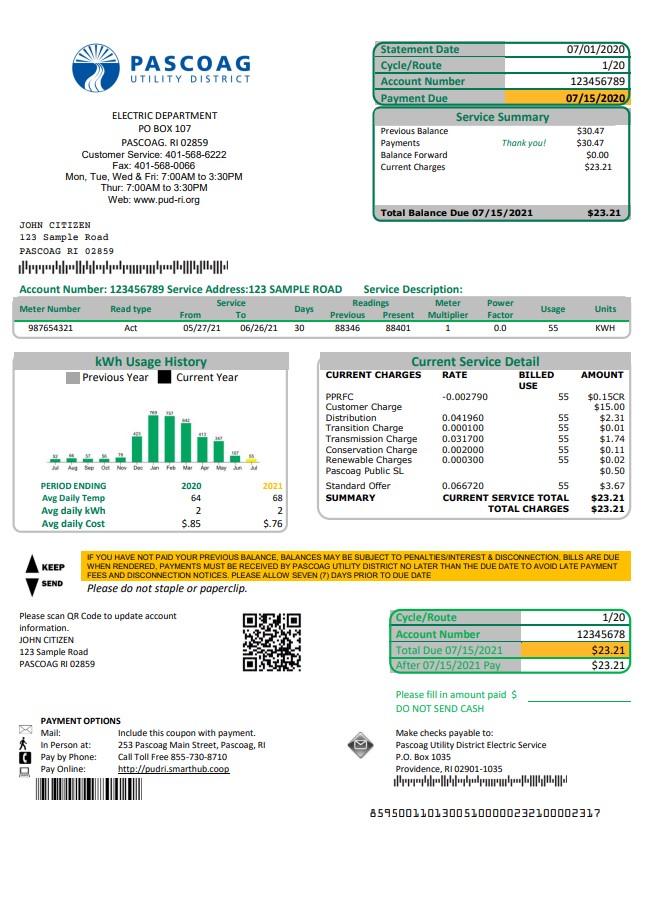 PASCOAG
UTILITY DISTRICT
Statement Date 07/01/2020
Cycle/Route 1/20
Account Number 123456789
Payment Due 07/15/2020
ELECTRIC DEPARTMENT
PO BOX 107
PASCOAG. RI 02859
Customer Service: 401-568-6222
Fax: 401-568-0066
Mon, Tue, Wed & Fri: 7:00AM to 3:30PM
Thur: 7:00AM to 3:30PM
Web: www.pud-ri.org
Service Summary
Previous Balance $30.47
Payments Thank you! $30.47
Balance Forward $0.00
Current Charges $23.21
Total Balance Due 07/15/2021 $23.21
JOHN CITIZEN
123 Sample Road
PASCOAG RI 02859
Account Number: 123456789 Service Address:123 SAMPLE ROAD Service Description:
Meter Number Read type Service From To Days Readings Previous Present Meter Multiplier Power Factor Usage Units
987654321 Act 05/27/21 06/26/21 30 88346 88401 1 0.0 55 KWH
kWh Usage History
Previous Year Current Year
423 769 757 642 413 347 107
Jul Aug Sep Oct Nov Dec Jan Feb Mar Apr May Jun Jul
PERIOD ENDING 2020 2021
Avg Daily Temp 64 68
Avg daily kWh 2 2
Avg daily Cost $.85 $.76
Current Service Detail
CURRENT CHARGES RATE BILLED USE AMOUNT
PPRFC -0.002790 55 $0.15CR
Customer Charge $15.00
Distribution 0.041960 55 $2.31
Transition Charge 0.000100 55 $0.01
Transmission Charge 0.031700 55 $1.74
Conservation Charge 0.002000 55 $0.11
Renewable Charges 0.000300 55 $0.02
Pascoag Public SL $0.50
Standard Offer 0.066720 55 $3.67
SUMMARY CURRENT SERVICE TOTAL $23.21
TOTAL CHARGES $23.21
KEEP
SEND
IF YOU HAVE NOT PAID YOUR PREVIOUS BALANCE, BALANCES MAY BE SUBJECT TO PENALTIES/INTEREST & DISCONNECTION, BILLS ARE DUE
WHEN RENDERED, PAYMENTS MUST BE RECEIVED BY PASCOAG UTILITY DISTRICT NO LATER THAN THE DUE DATE TO AVOID LATE PAYMENT
FEES AND DISCONNECTION NOTICES. PLEASE ALLOW SEVEN (7) DAYS PRIOR TO DUE DATE
Please do not staple or paperclip.
Please scan QR Code to update account
information.
JOHN CITIZEN
123 Sample Road
PASCOAG RI 02859
Cycle/Route 1/20
Account Number 12345678
Total Due 07/15/2021 $23.21
After 07/15/2021 Pay $23.21
Please fill in amount paid $
DO NOT SEND CASH
PAYMENT OPTIONS
Mail: Include this coupon with payment.
In Person at: 253 Pascoag Main Street, Pascoag, RI
Pay by Phone: Call Toll Free 855-730-8710
Pay Online: http://pudri.smarthub.coop
Make checks payable to:
Pascoag Utility District Electric Service
P.O. Box 1035
Providence, RI 02901-1035
85950011013005100000232100002317